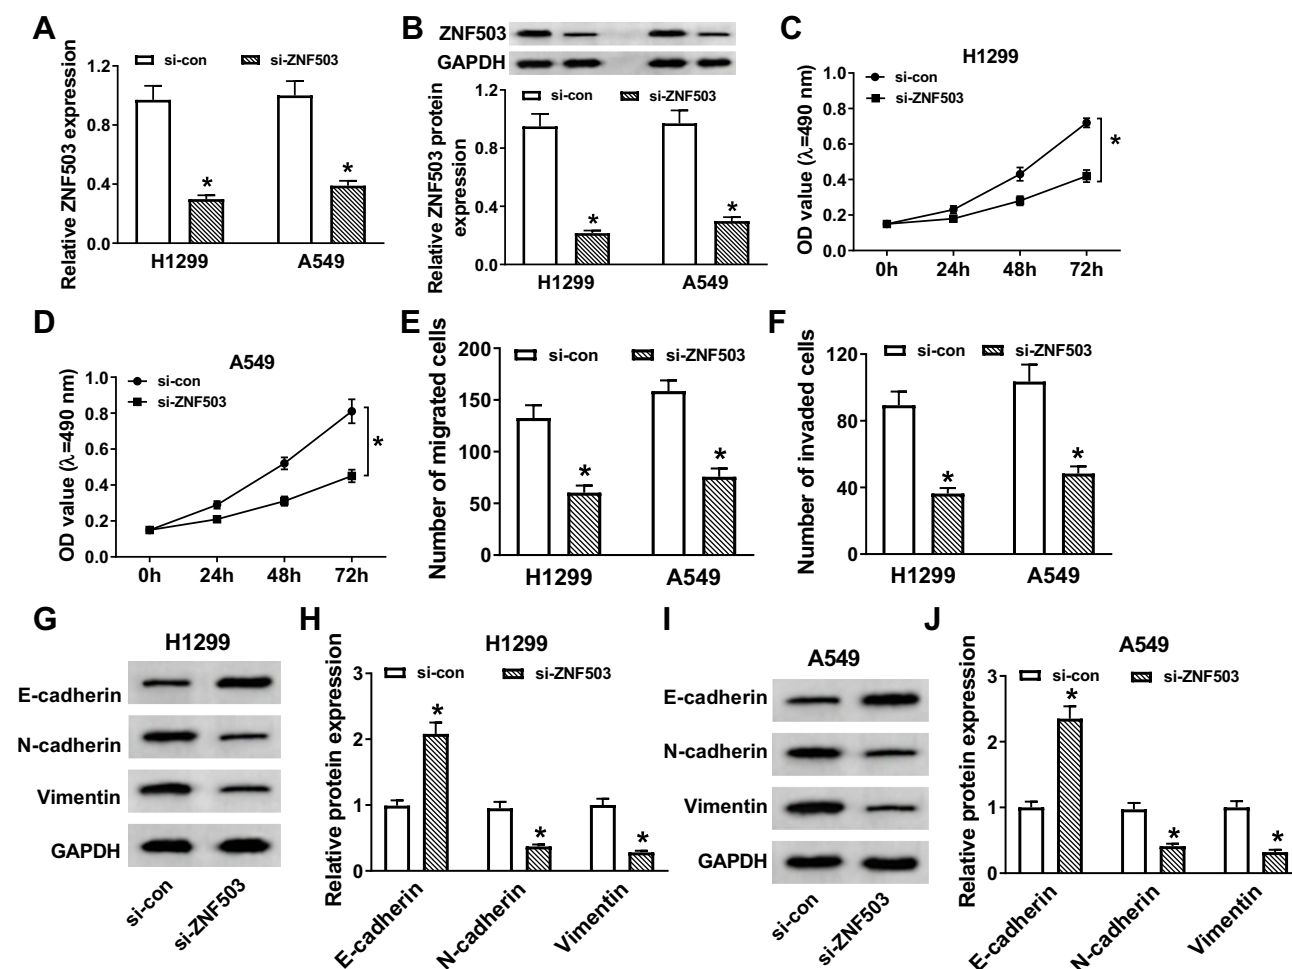 A
si-con
si-ZNF503
Relative ZNF503 expression
1.2
0.8
0.4
0.0
*
*
H1299
A549
B
ZNF503
GAPDH
si-con
si-ZNF503
Relative ZNF503 protein
expression
1.2
0.8
0.4
0.0
*
*
H1299
A549
C
H1299
si-con
si-ZNF503
OD value (λ=490 nm)
1.0
0.8
0.6
0.4
0.2
0.0
*
0h
24h
48h
72h
D
A549
si-con
si-ZNF503
OD value (λ=490 nm)
1.0
0.8
0.6
0.4
0.2
0.0
*
0h
24h
48h
72h
E
si-con
si-ZNF503
Number of migrated cells
200
150
100
50
0
*
*
H1299
A549
F
si-con
si-ZNF503
Number of invaded cells
120
80
40
0
*
*
H1299
A549
G
H1299
E-cadherin
N-cadherin
Vimentin
GAPDH
si-con
si-ZNF503
H
H1299
si-con
si-ZNF503
Relative protein expression
3
2
1
0
*
*
*
E-cadherin
N-cadherin
Vimentin
I
A549
E-cadherin
N-cadherin
Vimentin
GAPDH
si-con
si-ZNF503
J
A549
si-con
si-ZNF503
Relative protein expression
3
2
1
0
*
*
*
E-cadherin
N-cadherin
Vimentin